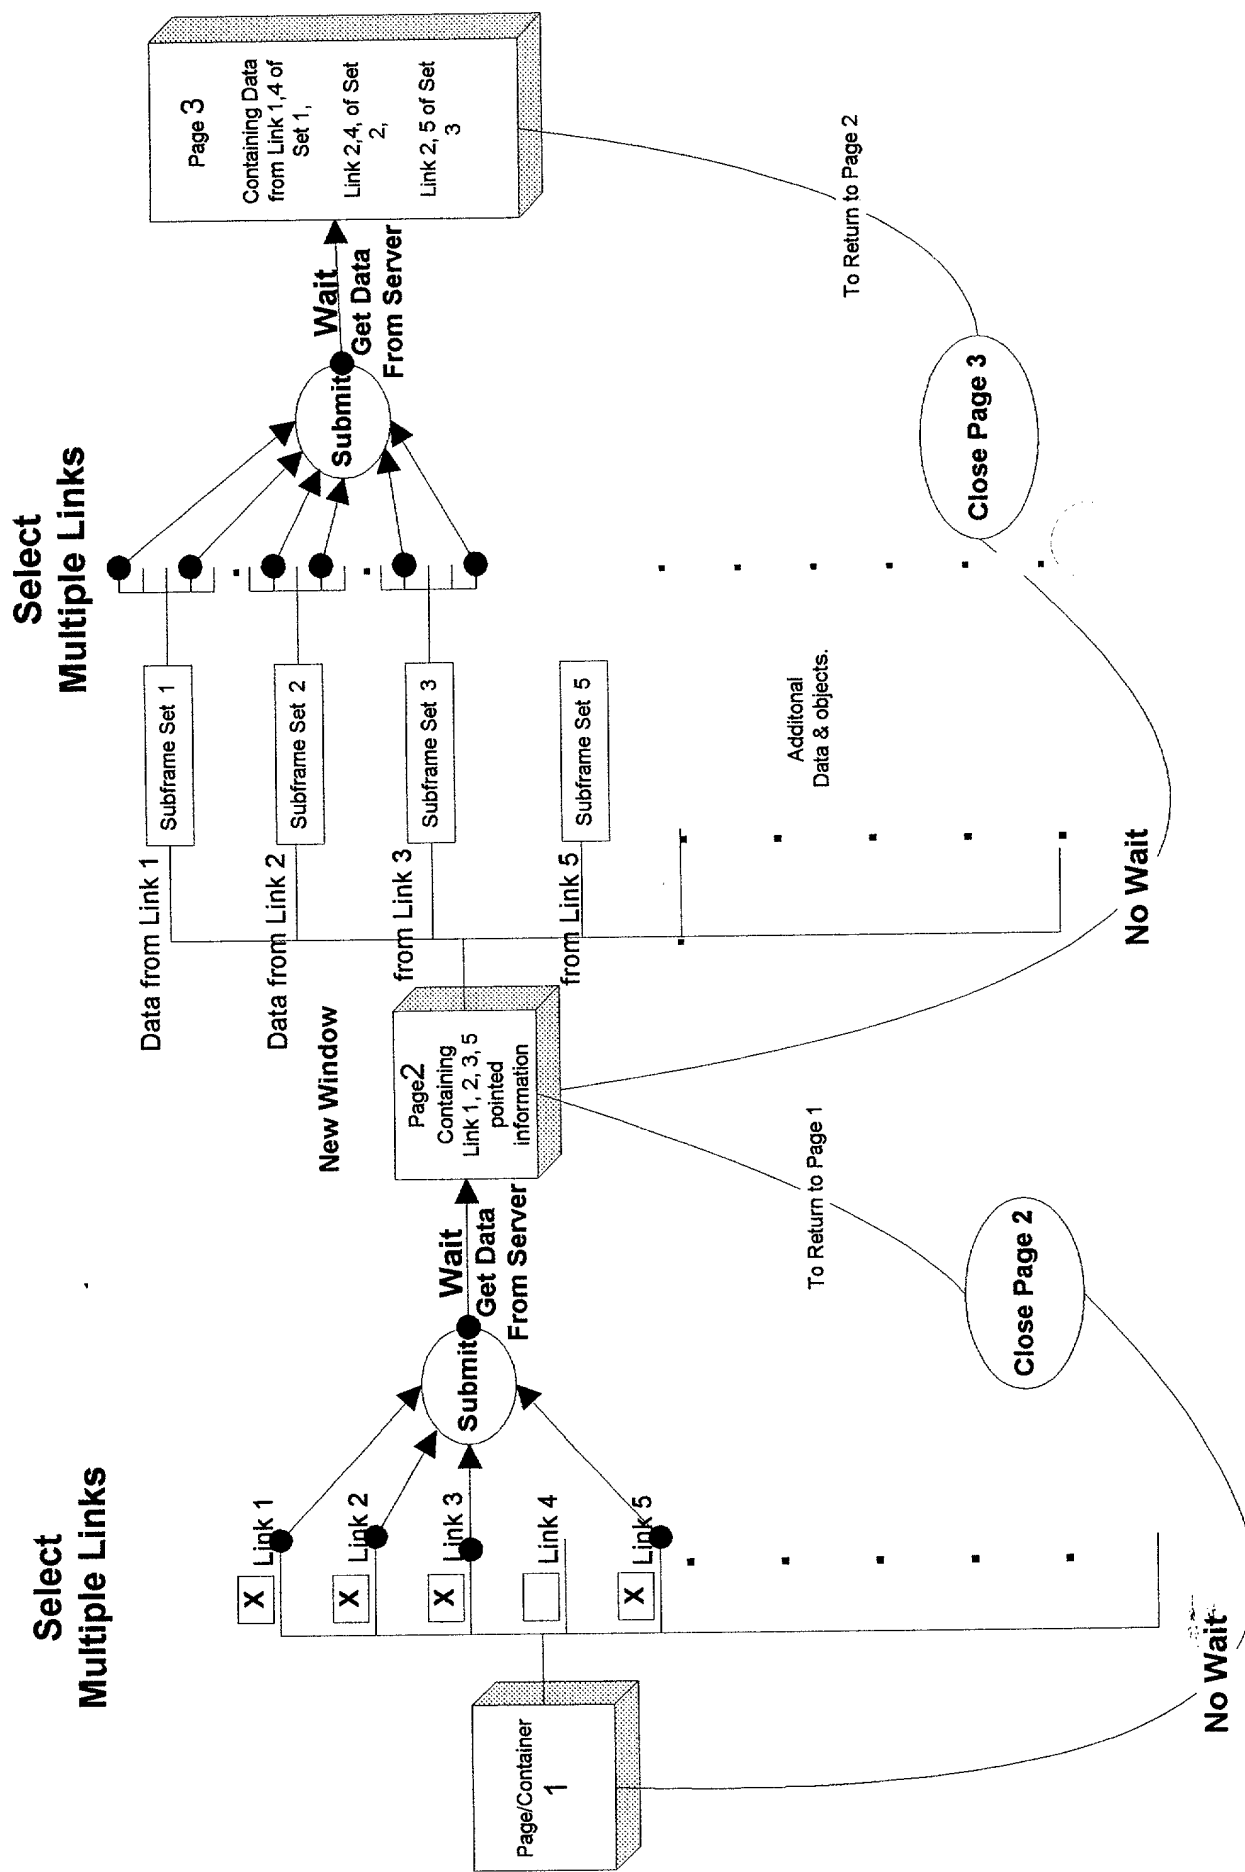 Select
Multiple Links
Page/Container
1
X
Link 1
X
Link 2
X
Link 3
Link 4
X
Link 5
Submit
Wait
Get Data
From Server
New Window
Page2
Containing
Link 1, 2, 3, 5
pointed
information
To Return to Page 1
Close Page 2
No Wait
Select
Multiple Links
Data from Link 1
Subframe Set 1
Data from Link 2
Subframe Set 2
from Link 3
Subframe Set 3
from Link 5
Subframe Set 5
Additonal
Data & objects.
Submit
Wait
Get Data
From Server
Page 3
Containing Data
from Link 1,4 of
Set 1,
Link 2,4, of Set
2,
Link 2, 5 of Set
3
To Return to Page 2
Close Page 3
No Wait